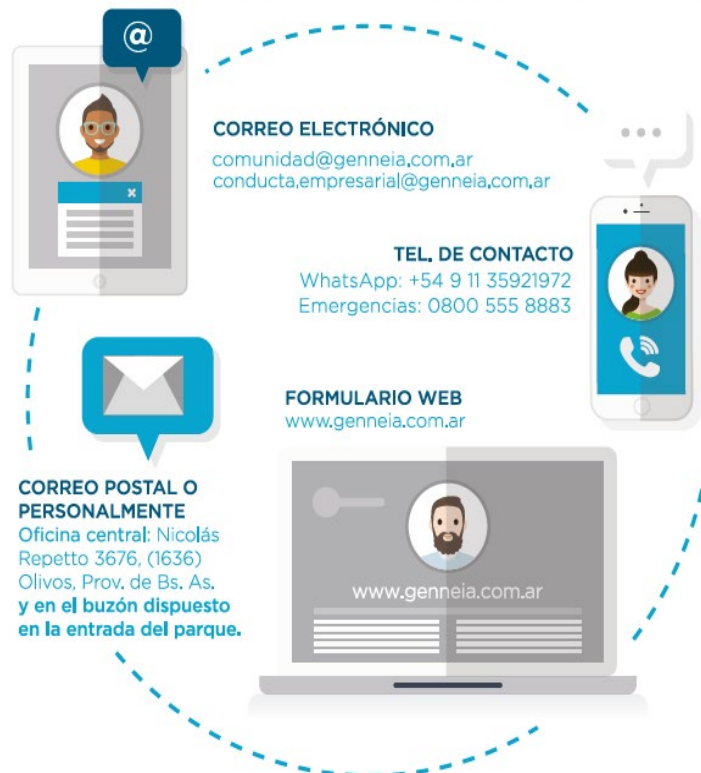 @
CORREO ELECTRÓNICO
comunidad@genneia.com.ar
conducta.empresarial@genneia.com.ar
TEL. DE CONTACTO
WhatsApp: +54 9 11 35921972
Emergencias: 0800 555 8883
FORMULARIO WEB
www.genneia.com.ar
CORREO POSTAL O
PERSONALMENTE
Oficina central: Nicolás
Repetto 3676, (1636)
Olivos, Prov. de Bs. As.
y en el buzón dispuesto
en la entrada del parque.
www.genneia.com.ar